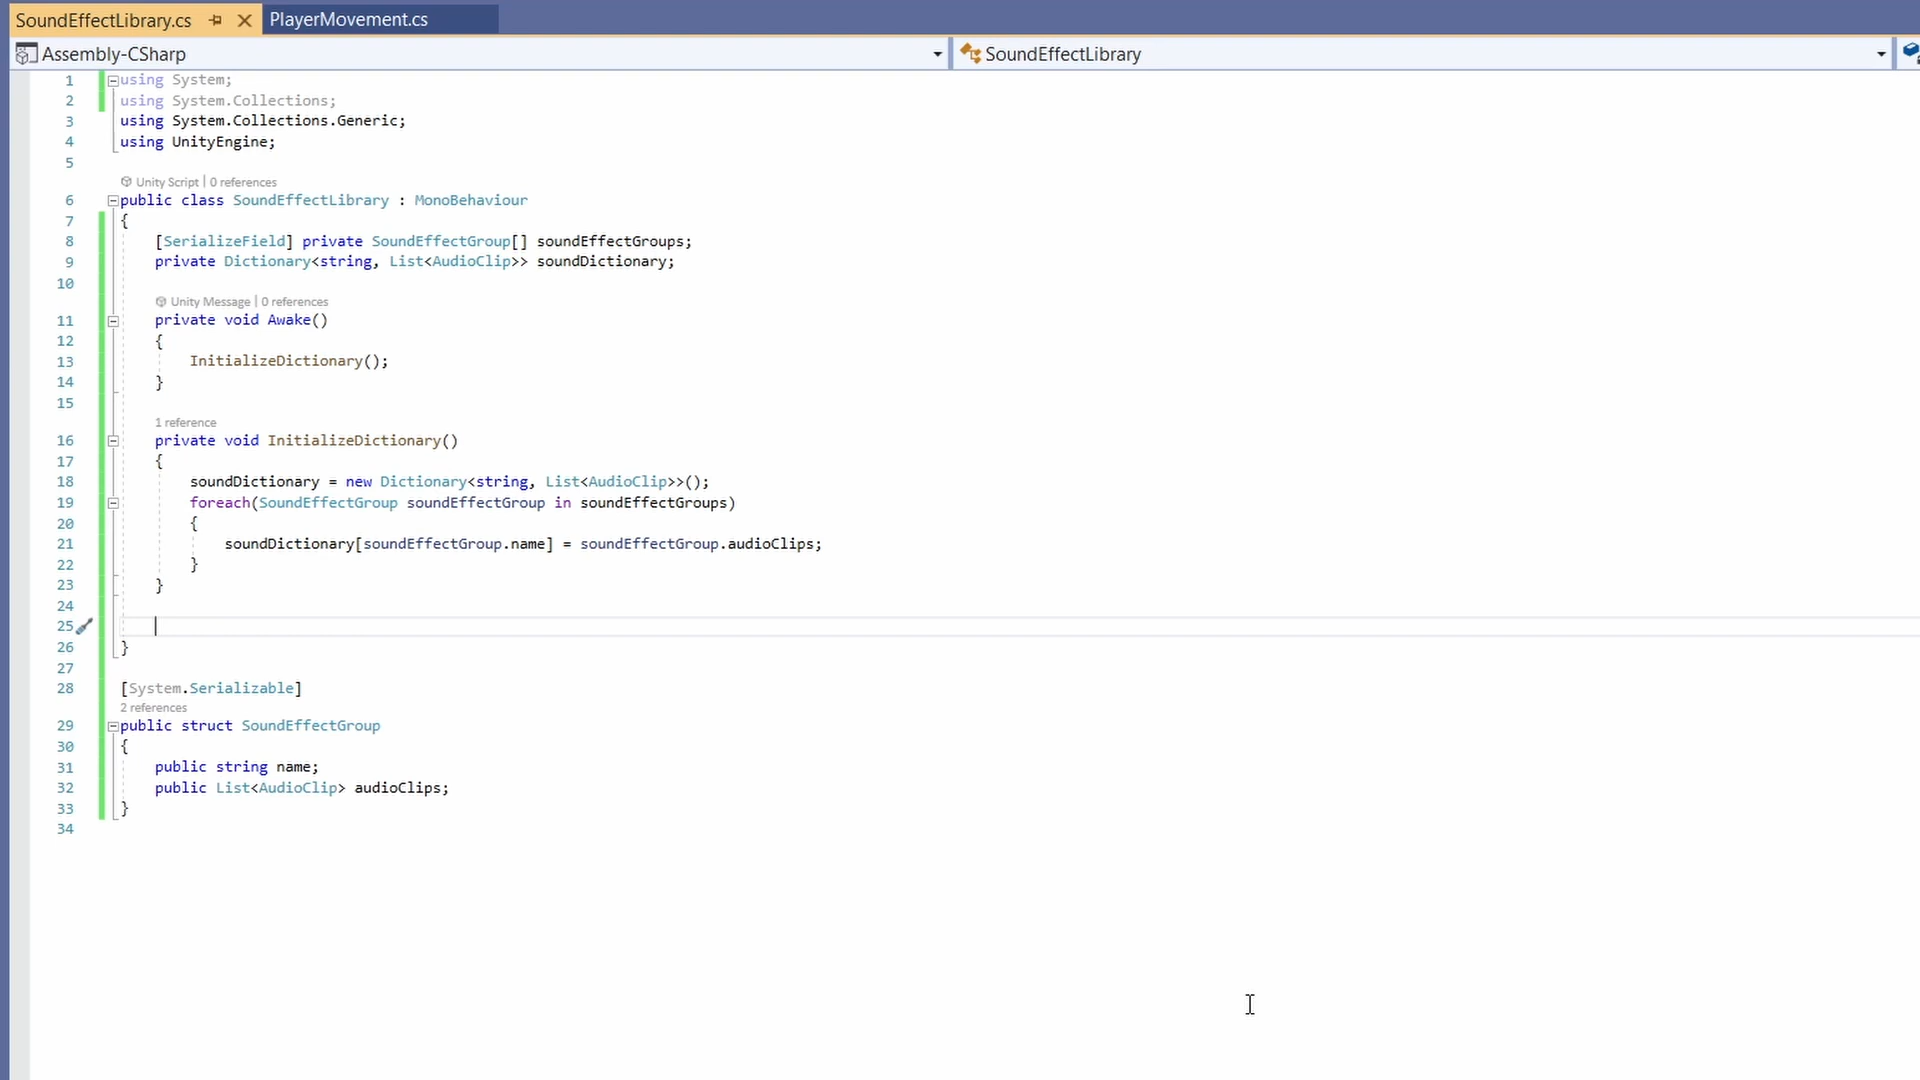 SoundEffectLibrary.cs PlayerMovement.cs
Assembly-CSharp SoundEffectLibrary
1 using System;
2 using System.Collections;
3 using System.Collections.Generic;
4 using UnityEngine;
5
Unity Script | 0 references
6 public class SoundEffectLibrary : MonoBehaviour
7 {
8 [SerializeField] private SoundEffectGroup[] soundEffectGroups;
9 private Dictionary<string, List<AudioClip>> soundDictionary;
10
Unity Message | 0 references
11 private void Awake()
12 {
13 InitializeDictionary();
14 }
15
1 reference
16 private void InitializeDictionary()
17 {
18 soundDictionary = new Dictionary<string, List<AudioClip>>();
19 foreach(SoundEffectGroup soundEffectGroup in soundEffectGroups)
20 {
21 soundDictionary[soundEffectGroup.name] = soundEffectGroup.audioClips;
22 }
23 }
24
25
26 }
27
28 [System.Serializable]
2 references
29 public struct SoundEffectGroup
30 {
31 public string name;
32 public List<AudioClip> audioClips;
33 }
34